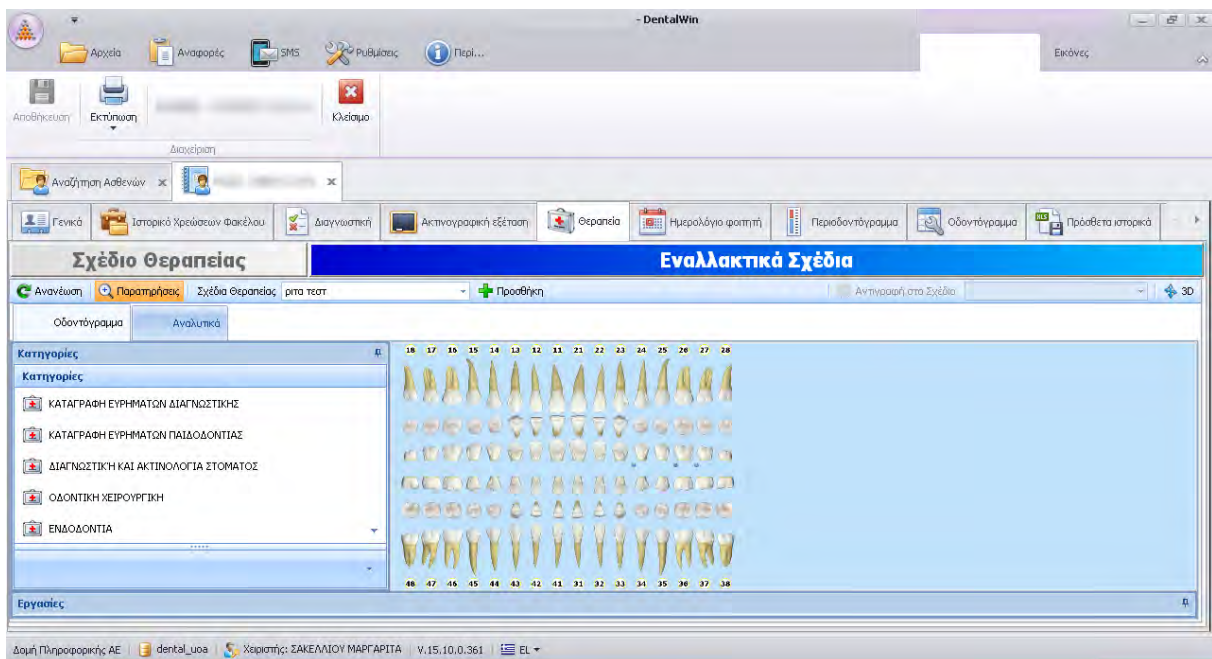 - DentalWin
Αρχεία Αναφορές SMS Ρυθμίσεις Περί... Εικόνες
Αποθήκευση Εκτύπωση Κλείσιμο
Διαχείριση
Αναζήτηση Ασθενών
Γενικά Ιστορικό Χρεώσεων Φακέλου Διαγνωστική Ακτινογραφική εξέταση Θεραπεία Ημερολόγιο φοιτητή Περιοδοντόγραμμα Οδοντόγραμμα Πρόσθετα ιστορικά
Σχέδιο Θεραπείας Εναλλακτικά Σχέδια
Ανανέωση Παρατηρήσεις Σχέδια Θεραπείας ριτα τεστ Προσθήκη Αντιγραφή στα Σχέδια 3D
Οδοντόγραμμα Αναλυτικά
Κατηγορίες
Κατηγορίες
ΚΑΤΑΓΡΑΦΗ ΕΥΡΗΜΑΤΩΝ ΔΙΑΓΝΩΣΤΙΚΗΣ
ΚΑΤΑΓΡΑΦΗ ΕΥΡΗΜΑΤΩΝ ΠΑΙΔΟΔΟΝΤΙΑΣ
ΔΙΑΓΝΩΣΤΙΚΉ ΚΑΙ ΑΚΤΙΝΟΛΟΓΙΑ ΣΤΟΜΑΤΟΣ
ΟΔΟΝΤΙΚΗ ΧΕΙΡΟΥΡΓΙΚΗ
ΕΝΔΟΔΟΝΤΙΑ
18 17 16 15 14 13 12 11 21 22 23 24 25 26 27 28
48 47 46 45 44 43 42 41 31 32 33 34 35 36 37 38
Εργασίες
Δομή Πληροφορικής ΑΕ dental_uoa Χειριστής: ΣΑΚΕΛΛΙΟΥ ΜΑΡΓΑΡΙΤΑ V.15.10.0.361 EL